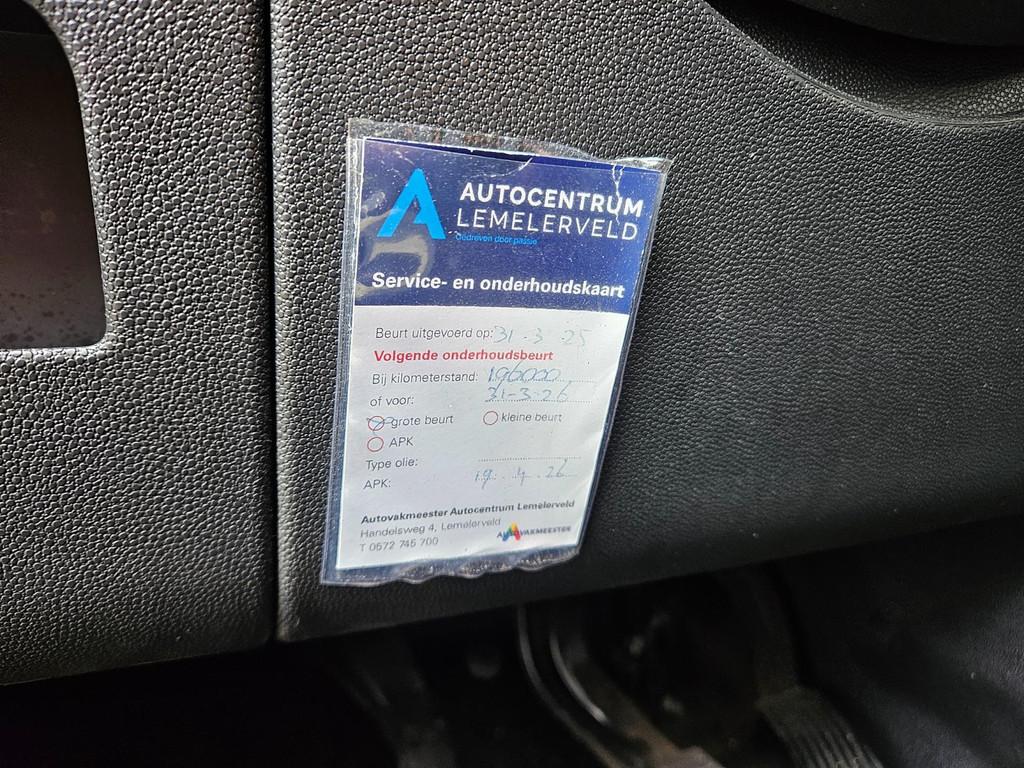 AUTOCENTRUM
LEMELERVELD
Gedreven door passie
Service- en onderhoudskaart
Beurt uitgevoerd op: 31-3-25
Volgende onderhoudsbeurt
Bij kilometerstand: 196000
of voor: 31-3-26
grote beurt kleine beurt
APK
Type olie:
APK: 19.4.26
Autovakmeester Autocentrum Lemelerveld
Handelsweg 4, Lemelerveld
AUTOVAKMEESTER
T 0572 745 700